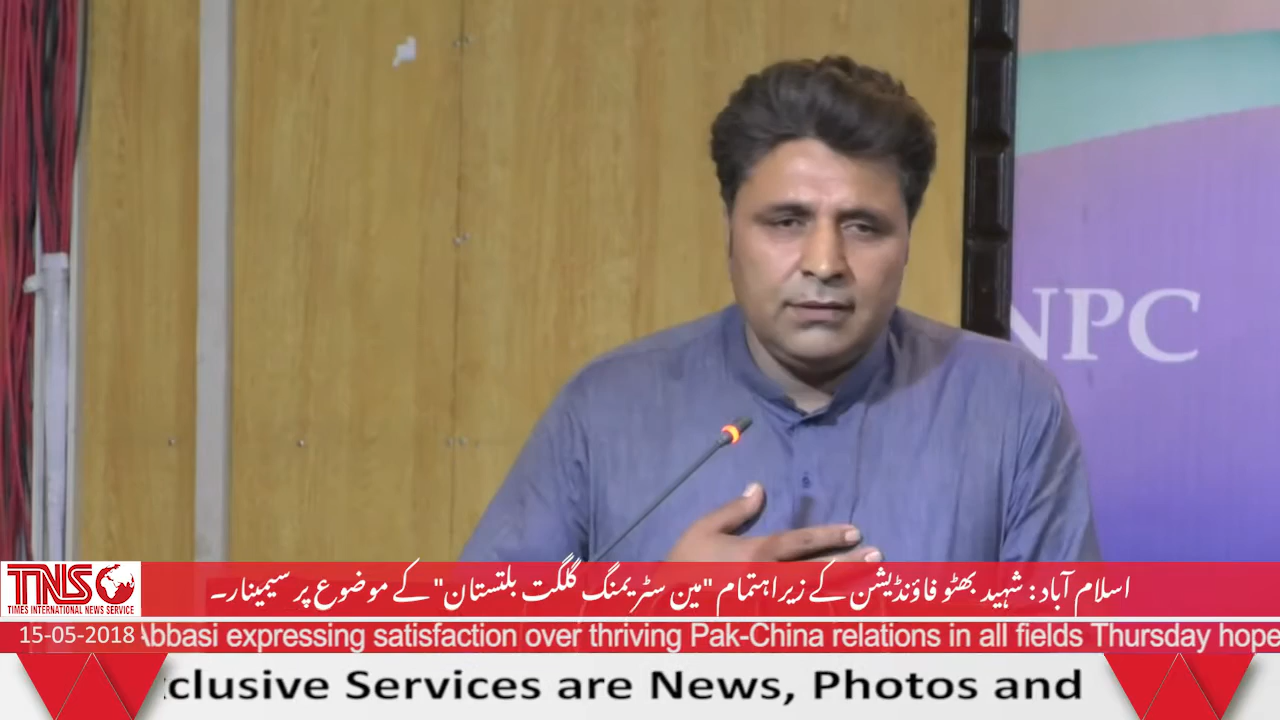 NPC
اسلام آباد: شہید بھٹو فاؤنڈیشن کے زیر اہتمام "مین سٹریمنگ گلگت بلتستان" کے موضوع پر سیمینار۔
TNS
TIMES INTERNATIONAL NEWS SERVICE
15-05-2018
Abbasi expressing satisfaction over thriving Pak-China relations in all fields Thursday hope
xclusive Services are News, Photos and